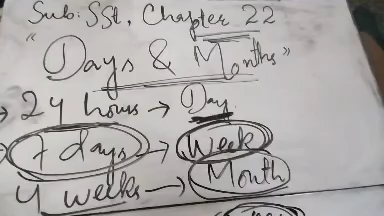 Sub: SSt, Chapter 22
"Days & Months"
→ 24 hours → Day.
7 days → Week
4 weeks → Month